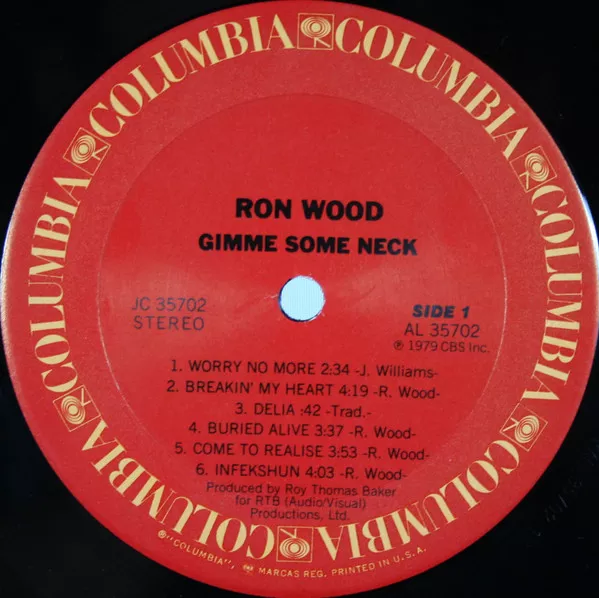 COLUMBIA COLUMBIA COLUMBIA COLUMBIA COLUMBIA COLUMBIA
RON WOOD
GIMME SOME NECK
JC 35702
STEREO
SIDE 1
AL 35702
℗ 1979 CBS Inc.
1. WORRY NO MORE 2:34 -J. Williams-
2. BREAKIN' MY HEART 4:19 -R. Wood-
3. DELIA :42 -Trad.-
4. BURIED ALIVE 3:37 -R. Wood-
5. COME TO REALISE 3:53 -R. Wood-
6. INFEKSHUN 4:03 -R. Wood-
Produced by Roy Thomas Baker
for RTB (Audio/Visual)
Productions, Ltd.
®"COLUMBIA", MARCAS REG. PRINTED IN U.S.A.